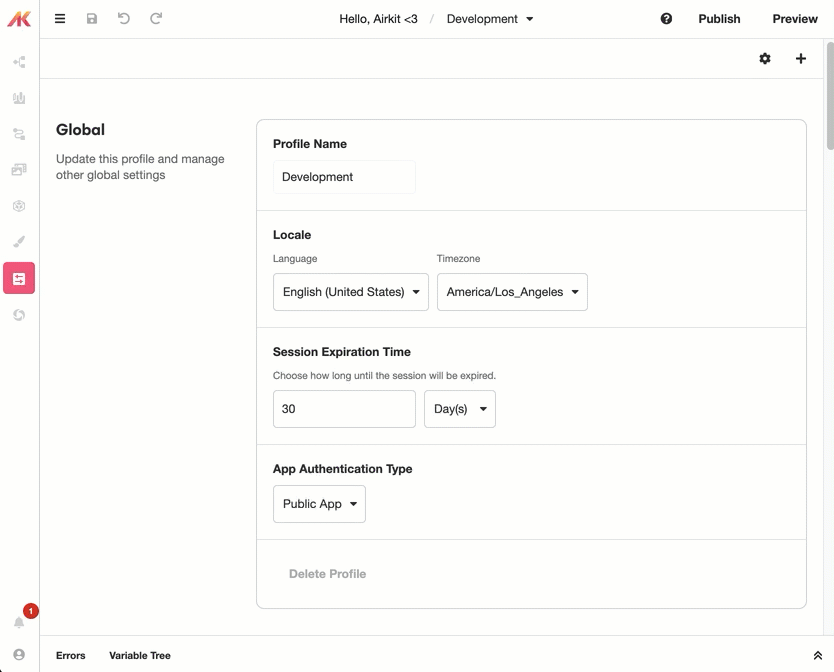 Hello, Airkit <3 / Development
Publish
Preview
Global
Update this profile and manage
other global settings
Profile Name
Development
Locale
Language
Timezone
English (United States)
America/Los_Angeles
Session Expiration Time
Choose how long until the session will be expired.
30
Day(s)
App Authentication Type
Public App
Delete Profile
1
Errors
Variable Tree